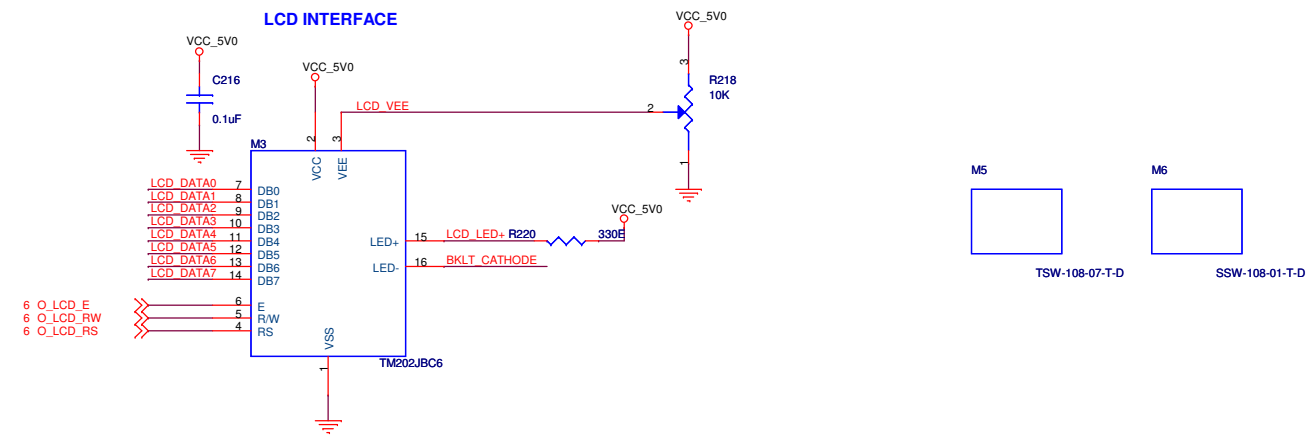 LCD INTERFACE
VCC_5V0
C216
0.1uF
VCC_5V0
VCC_5V0
3
R218
10K
2
1
LCD_VEE
M3
2
3
VCC
VEE
LCD_DATA0 7 DB0
LCD_DATA1 8 DB1
LCD_DATA2 9 DB2
LCD_DATA3 10 DB3
LCD_DATA4 11 DB4
LCD_DATA5 12 DB5
LCD_DATA6 13 DB6
LCD_DATA7 14 DB7
6 O_LCD_E 6 E
6 O_LCD_RW 5 R/W
6 O_LCD_RS 4 RS
VCC_5V0
LED+ 15 LCD_LED+ R220 330E
LED- 16 BKLT_CATHODE
VSS
1
TM202JBC6
M5
TSW-108-07-T-D
M6
SSW-108-01-T-D